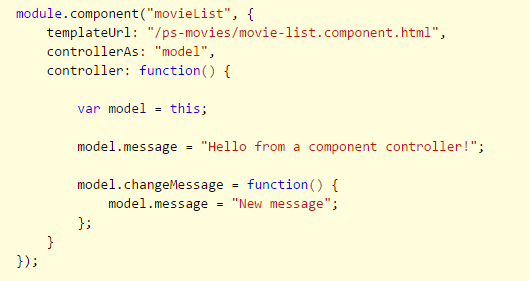 module.component("movieList", {
    templateUrl: "/ps-movies/movie-list.component.html",
    controllerAs: "model",
    controller: function() {

        var model = this;

        model.message = "Hello from a component controller!";

        model.changeMessage = function() {
            model.message = "New message";
        };
    }
});